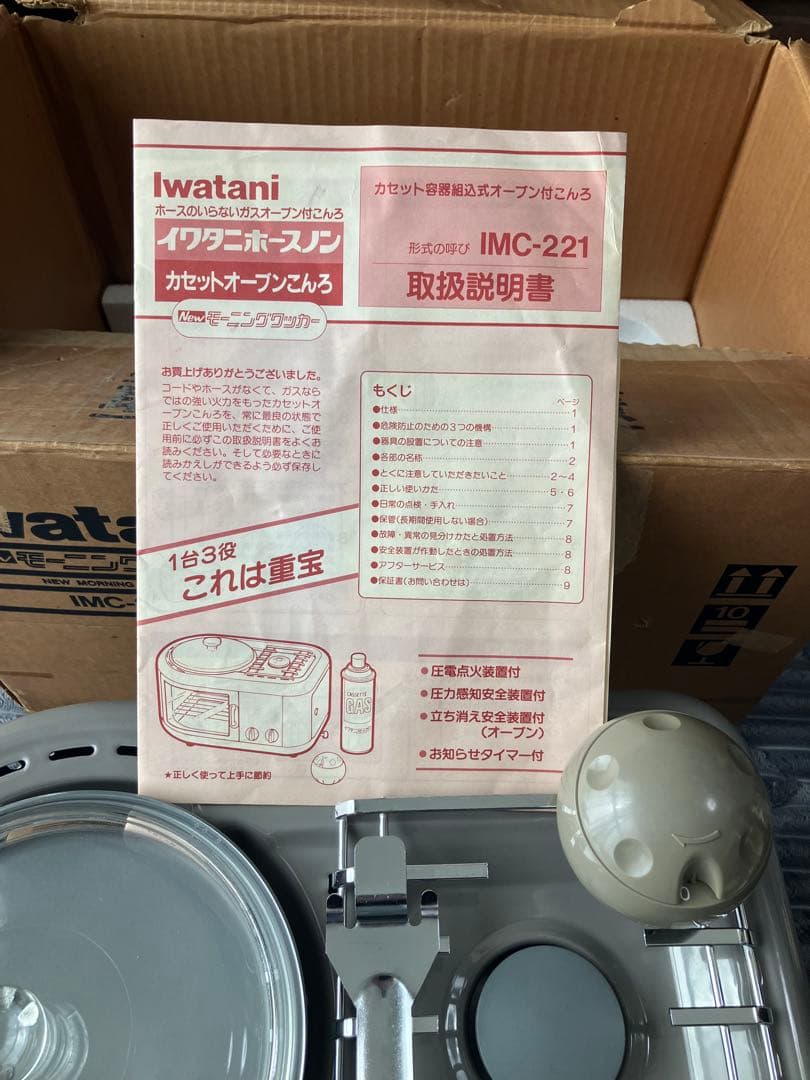 Iwatani
ホースのいらないガスオーブン付こんろ
イワタニホースノン
カセットオーブンこんろ
New モーニングクッカー
カセット容器組込式オーブン付こんろ
形式の呼び IMC-221
取扱説明書
お買上げありがとうございました。
コードやホースがなくて、ガスなら
ではの強い火力をもったカセットオ
ーブンこんろを、常に最良の状態で
正しくご使用いただくために、ご使
用前に必ずこの取扱説明書をよくお
読みください。そして必要なときに
読みかえしができるよう必ず保存し
てください。
もくじ
ページ
●仕様 1
●危険防止のための3つの機構 1
●器具の設置についての注意 1
●各部の名称 2
●とくに注意していただきたいこと 2〜4
●正しい使いかた 5・6
●日常の点検・手入れ 7
●保管(長期間使用しない場合) 7
●故障・異常の見分けかたと処置方法 8
●安全装置が作動したときの処置方法 8
●アフターサービス 8
●保証書(お問い合わせは) 9
1台3役
これは重宝
CASSETTE
GAS
●圧電点火装置付
●圧力感知安全装置付
●立ち消え安全装置付
(オーブン)
●お知らせタイマー付
★正しく使って上手に節約
wata
モーニン
NEW MORNING
IMC-
10